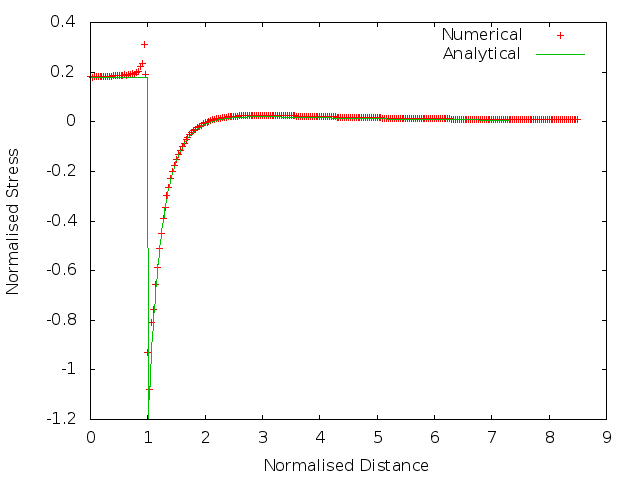 0.4
0.2
0
-0.2
-0.4
-0.6
-0.8
-1
-1.2
0 1 2 3 4 5 6 7 8 9
Normalised Stress
Normalised Distance
Numerical
Analytical